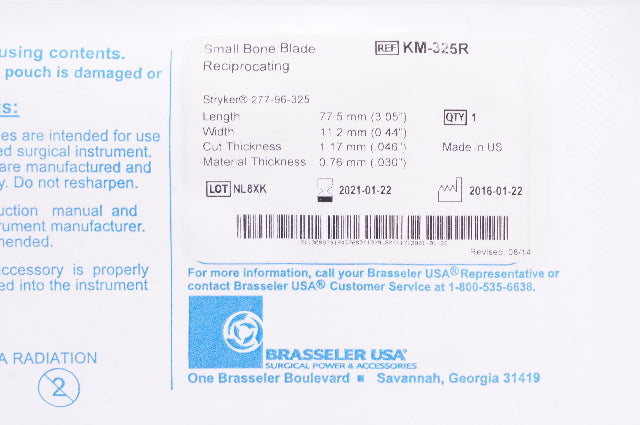 using contents.
pouch is damaged or
s:
es are intended for use
ed surgical instrument.
are manufactured and
y. Do not resharpen.
uction manual and
trument manufacturer.
mended.
accessory is properly
ed into the instrument
A RADIATION
2
Small Bone Blade
Reciprocating
REF KM-325R
Stryker® 277-96-325
Length 77.5 mm (3.05")
Width 11.2 mm (0.44")
Cut Thickness 1.17 mm (.046")
Material Thickness 0.76 mm (.030")
QTY 1
Made in US
LOT NL8XK
2021-01-22
2016-01-22
Revised: 06/14
For more information, call your Brasseler USA® Representative or
contact Brasseler USA® Customer Service at 1-800-535-6638.
BRASSELER USA®
SURGICAL POWER & ACCESSORIES
One Brasseler Boulevard ■ Savannah, Georgia 31419